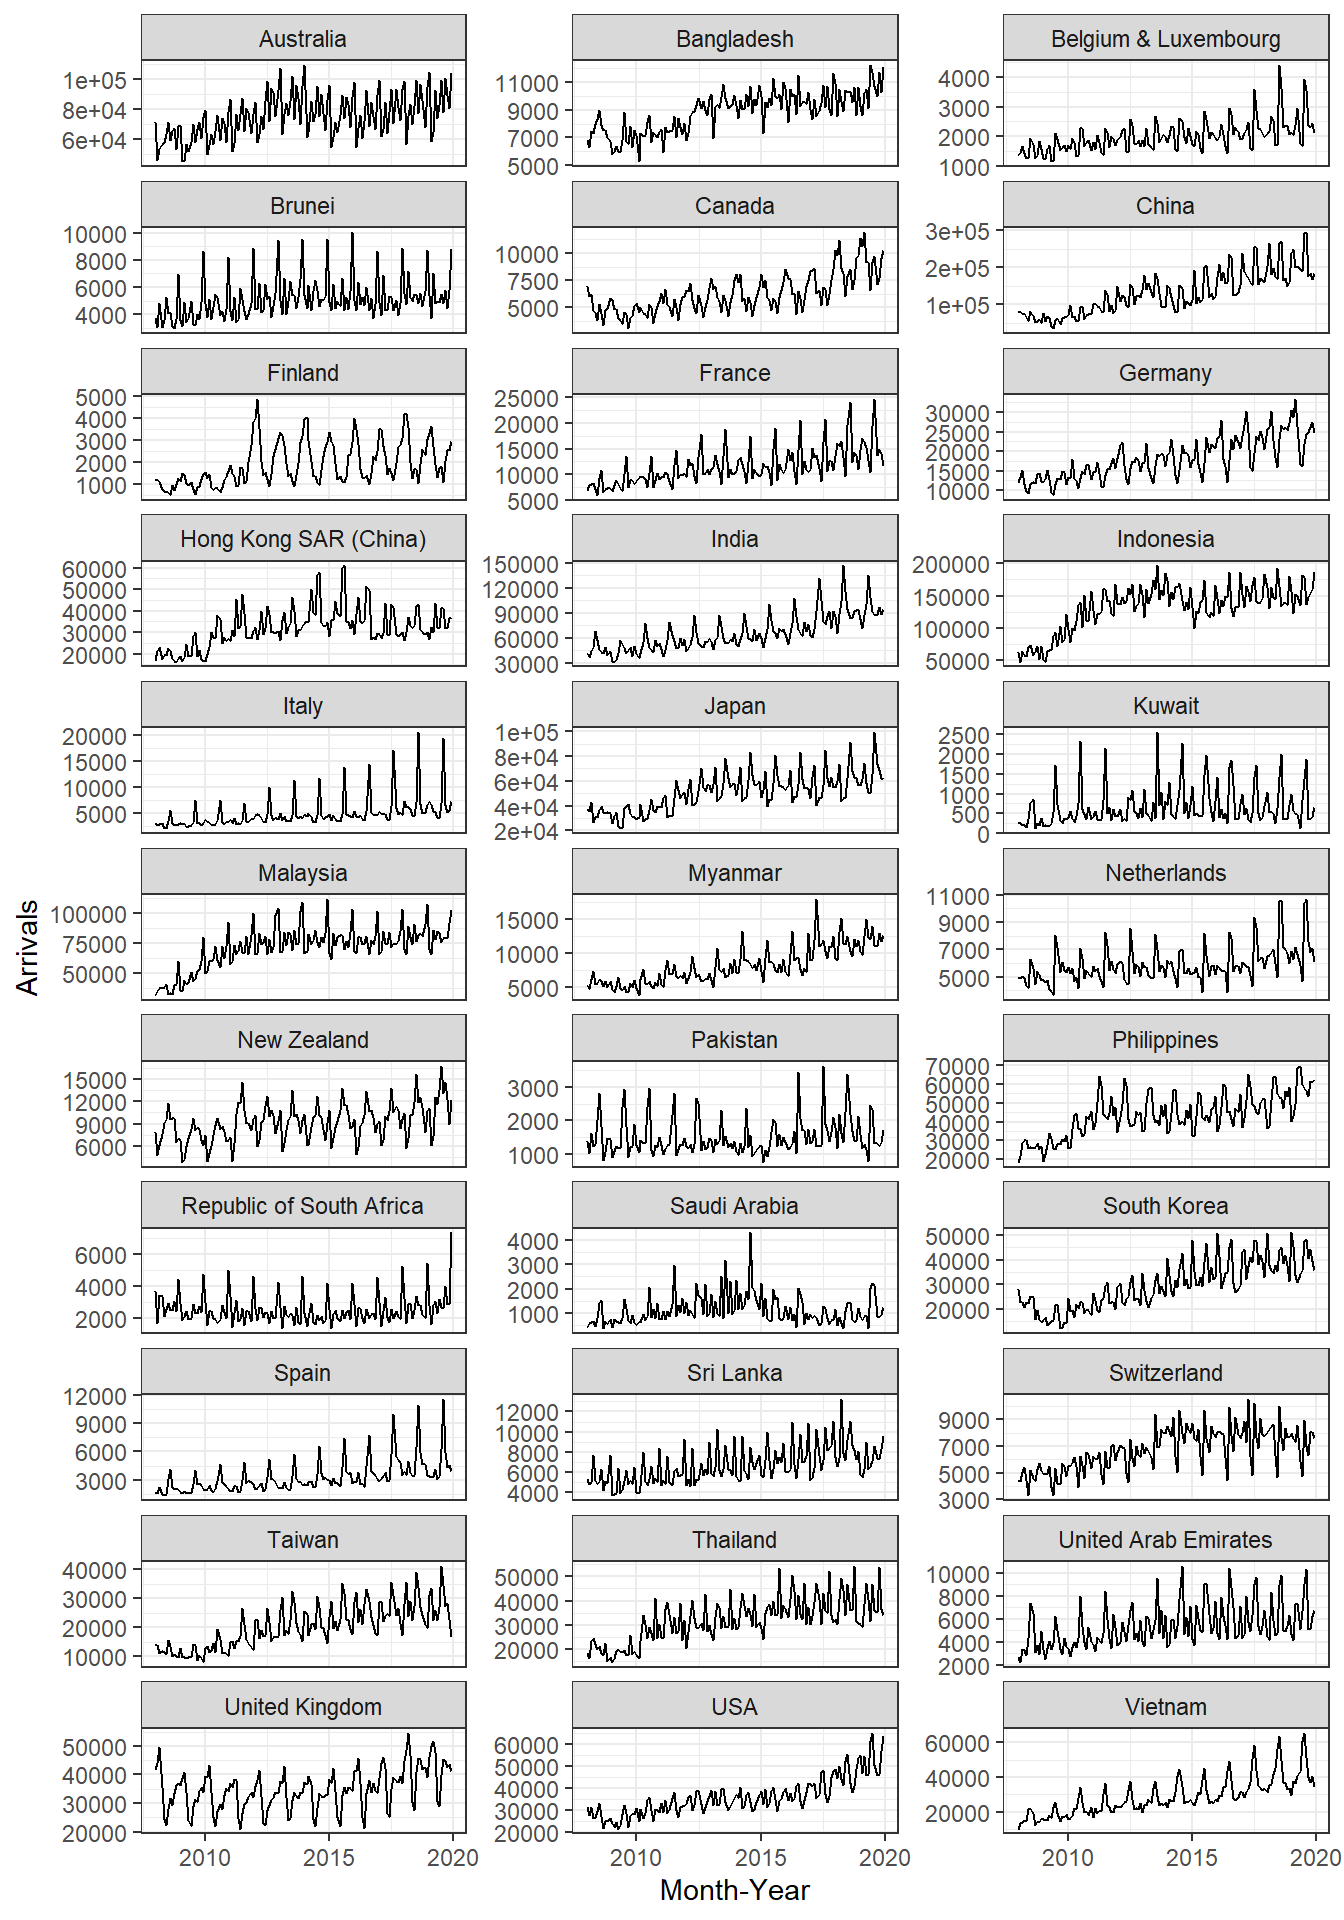 Australia
Bangladesh
Belgium & Luxembourg
1e+05
8e+04
6e+04
11000
9000
7000
5000
4000
3000
2000
1000
Brunei
Canada
China
10000
8000
6000
4000
10000
7500
5000
3e+05
2e+05
1e+05
Finland
France
Germany
5000
4000
3000
2000
1000
25000
20000
15000
10000
5000
30000
25000
20000
15000
10000
Hong Kong SAR (China)
India
Indonesia
60000
50000
40000
30000
20000
150000
120000
90000
60000
30000
200000
150000
100000
50000
Italy
Japan
Kuwait
20000
15000
10000
5000
1e+05
8e+04
6e+04
4e+04
2e+04
2500
2000
1500
1000
500
0
Malaysia
Myanmar
Netherlands
100000
75000
50000
15000
10000
5000
11000
9000
7000
5000
Arrivals
New Zealand
Pakistan
Philippines
15000
12000
9000
6000
3000
2000
1000
70000
60000
50000
40000
30000
20000
Republic of South Africa
Saudi Arabia
South Korea
6000
4000
2000
4000
3000
2000
1000
50000
40000
30000
20000
Spain
Sri Lanka
Switzerland
12000
9000
6000
3000
12000
10000
8000
6000
4000
9000
7000
5000
3000
Taiwan
Thailand
United Arab Emirates
40000
30000
20000
10000
50000
40000
30000
20000
10000
8000
6000
4000
2000
United Kingdom
USA
Vietnam
50000
40000
30000
20000
60000
50000
40000
30000
20000
60000
40000
20000
2010 2015 2020
2010 2015 2020
2010 2015 2020
Month-Year